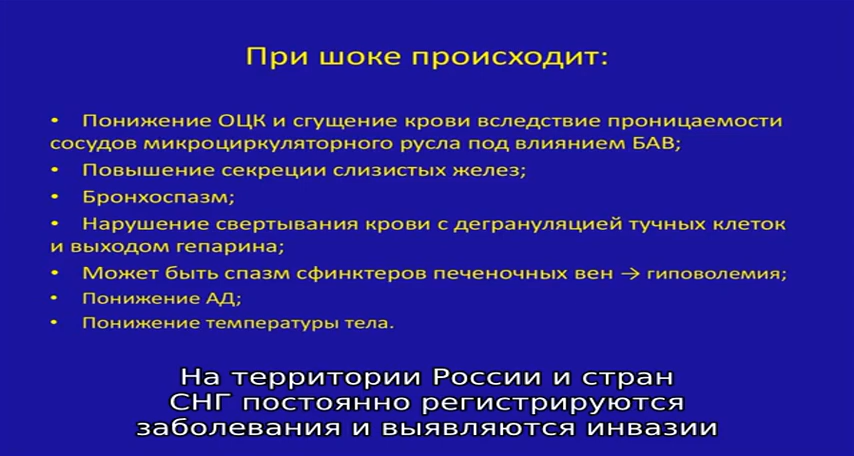 При шоке происходит:
• Понижение ОЦК и сгущение крови вследствие проницаемости
сосудов микроциркуляторного русла под влиянием БАВ;
• Повышение секреции слизистых желез;
• Бронхоспазм;
• Нарушение свертывания крови с дегрануляцией тучных клеток
и выходом гепарина;
• Может быть спазм сфинктеров печеночных вен → гиповолемия;
• Понижение АД;
• Понижение температуры тела.
На территории России и стран
СНГ постоянно регистрируются
заболевания и выявляются инвазии